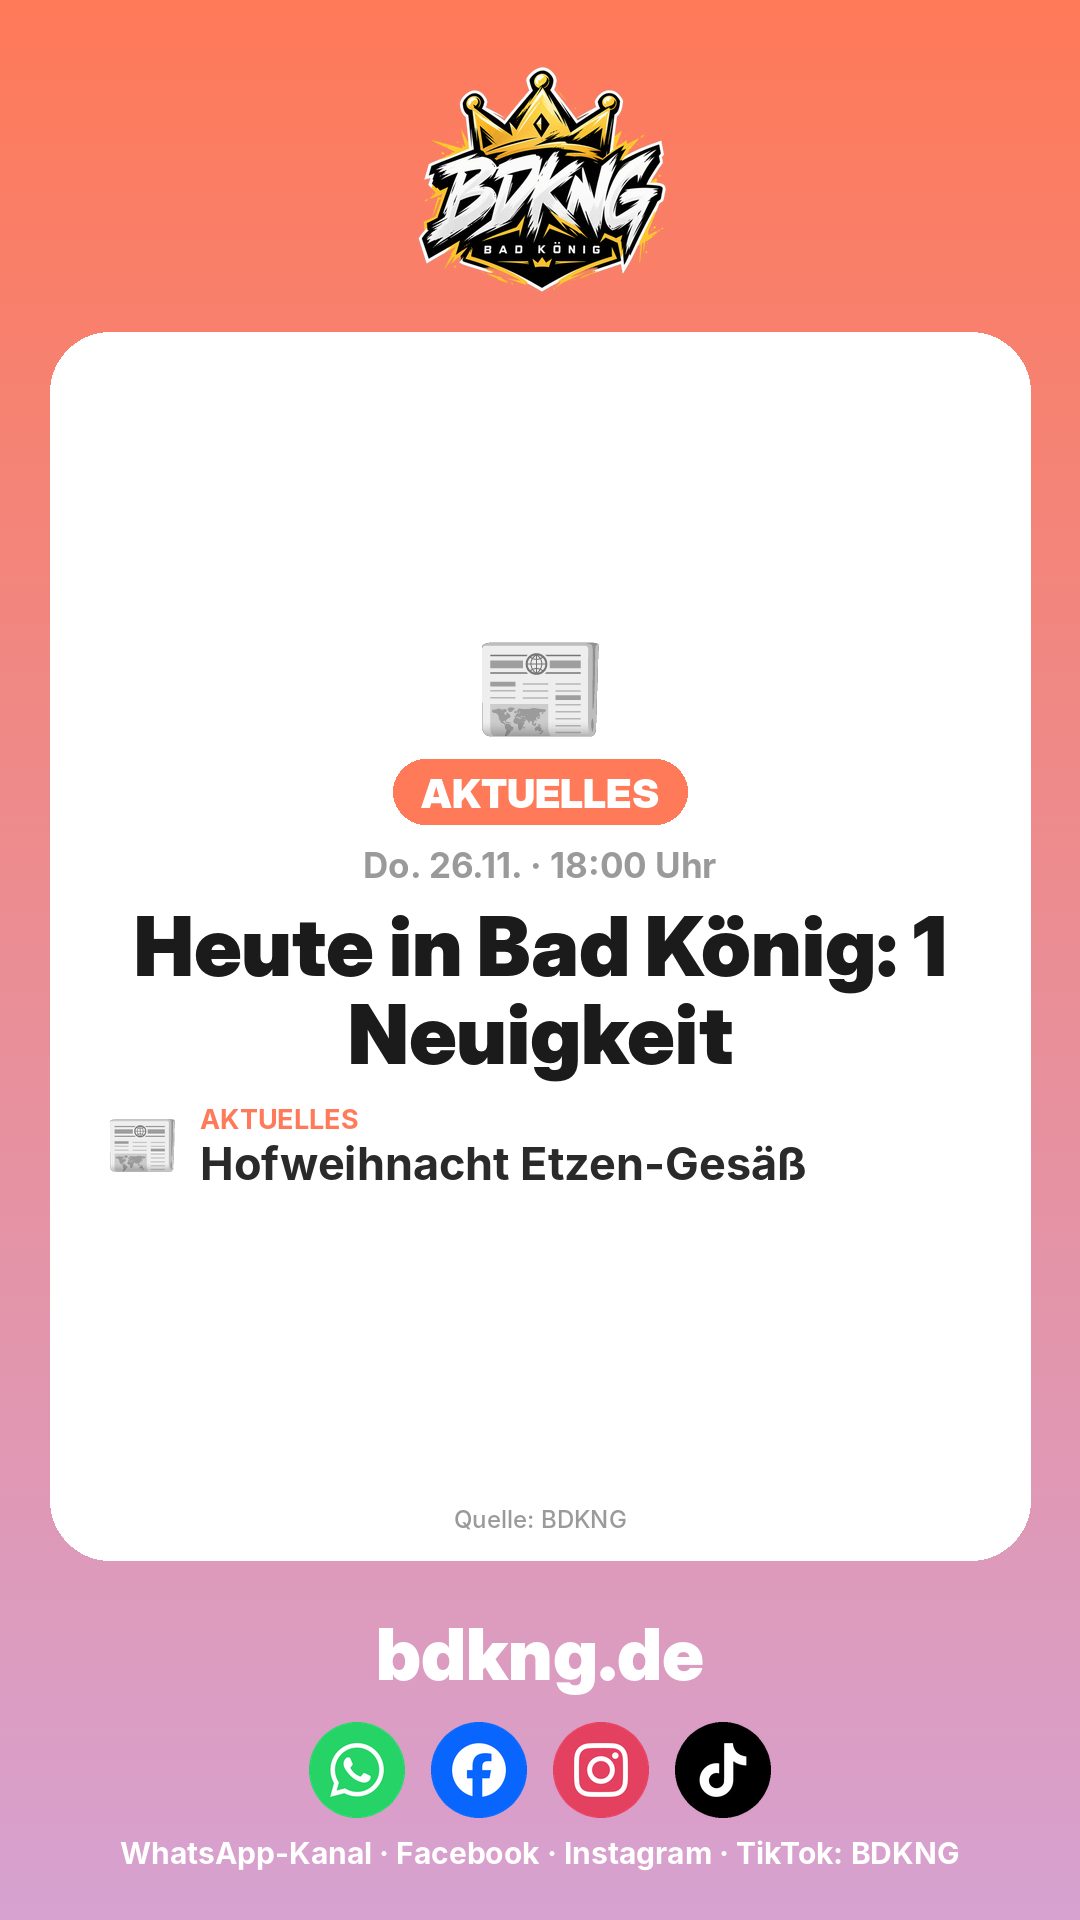 BDKNG
BAD KÖNIG
AKTUELLES
Do. 26.11. · 18:00 Uhr
Heute in Bad König: 1
Neuigkeit
AKTUELLES
Hofweihnacht Etzen-Gesäß
Quelle: BDKNG
bdkng.de
WhatsApp-Kanal · Facebook · Instagram · TikTok: BDKNG